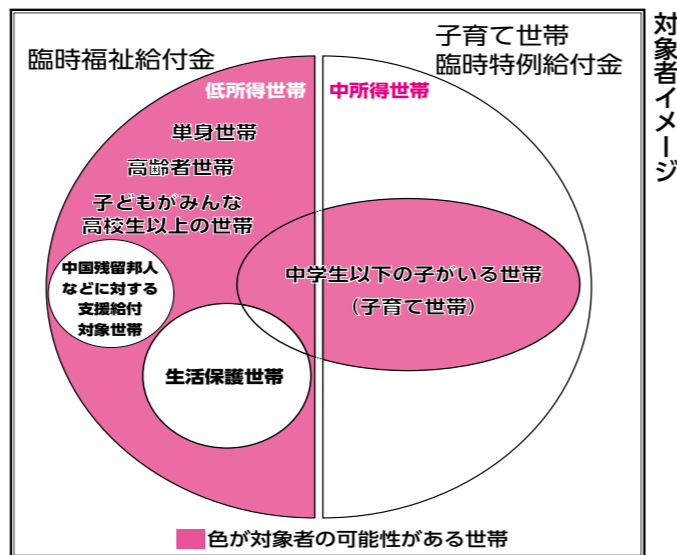 対象者イメージ
臨時福祉給付金
子育て世帯
臨時特例給付金
低所得世帯
中所得世帯
単身世帯
高齢者世帯
子どもがみんな
高校生以上の世帯
中国残留邦人
などに対する
支援給付
対象世帯
中学生以下の子がいる世帯
(子育て世帯)
生活保護世帯
色が対象者の可能性がある世帯